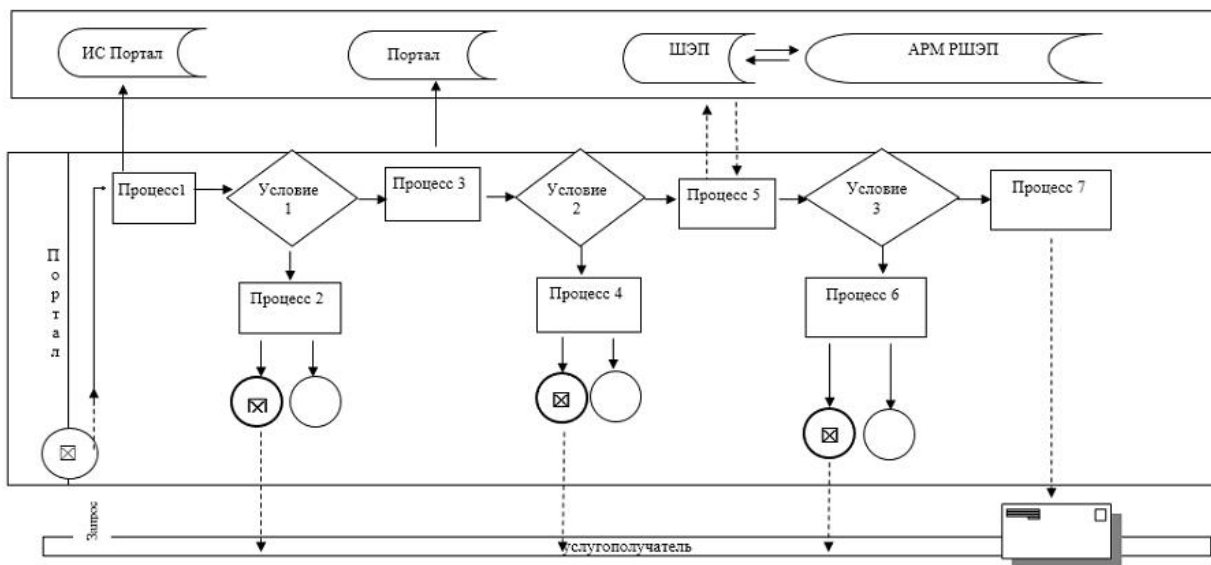 ИС Портал
Портал
ШЭП
АРМ РШЭП
Процесс1
Условие
1
Процесс 3
Условие
2
Процесс 5
Условие
3
Процесс 7
Портал
Процесс 2
Процесс 4
Процесс 6
Запрос
услугополучатель